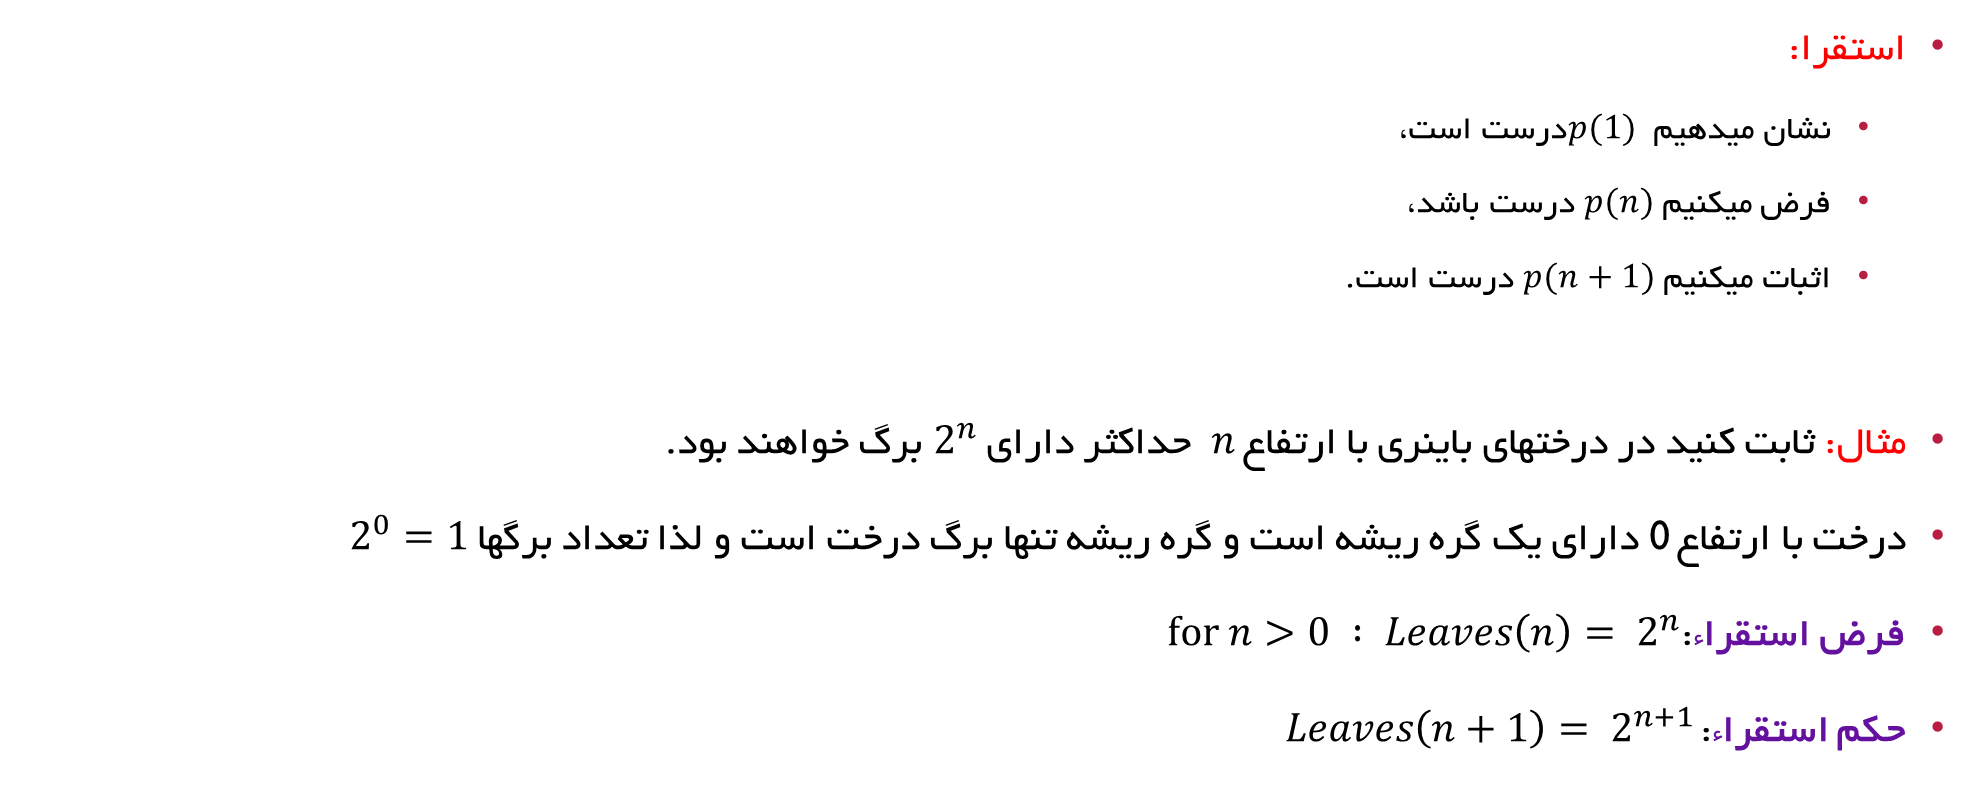 • استقرا:
• نشان میدهیم p(1) درست است،
• فرض میکنیم p(n) درست باشد،
• اثبات میکنیم p(n + 1) درست است.
• مثال: ثابت کنید در درختهای باینری با ارتفاع n حداکثر دارای 2^n برگ خواهند بود.
• درخت با ارتفاع 0 دارای یک گره ریشه است و گره ریشه تنها برگ درخت است و لذا تعداد برگها 2^0 = 1
• فرض استقراء: for n > 0 : Leaves(n) = 2^n
• حکم استقراء: Leaves(n + 1) = 2^{n+1}